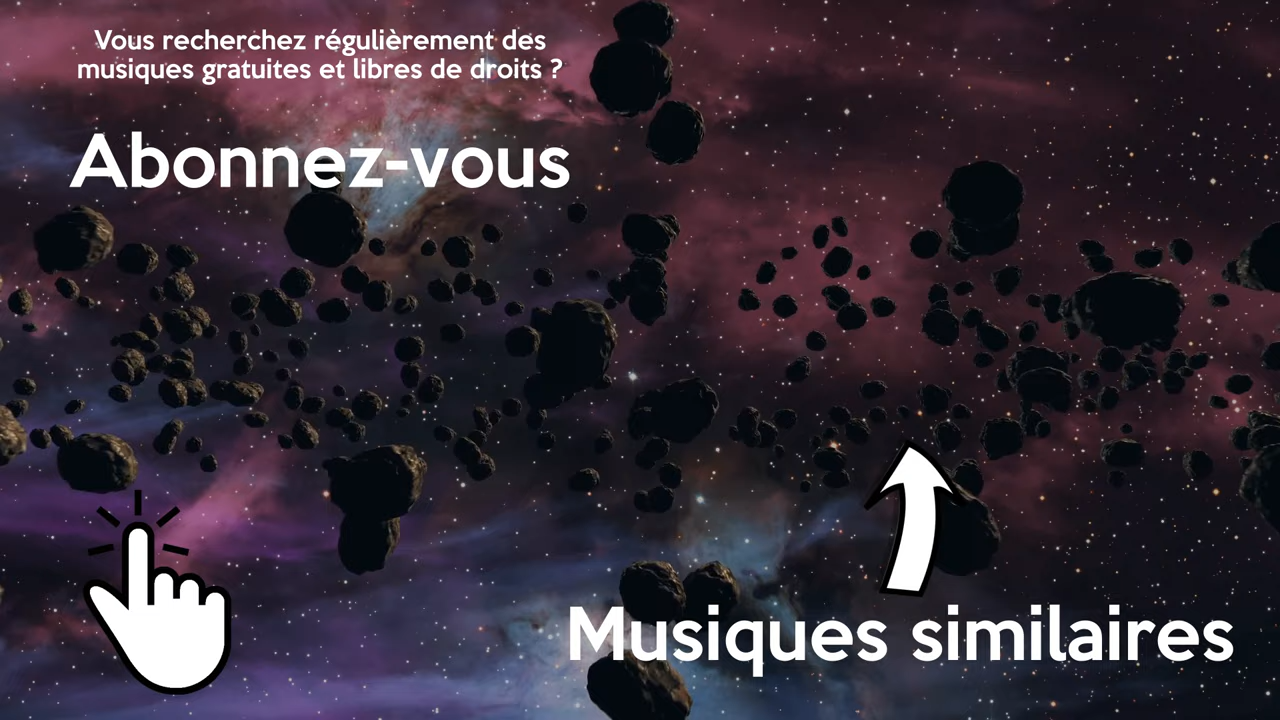 Vous recherchez régulièrement des
musiques gratuites et libres de droits ?
Abonnez-vous
Musiques similaires